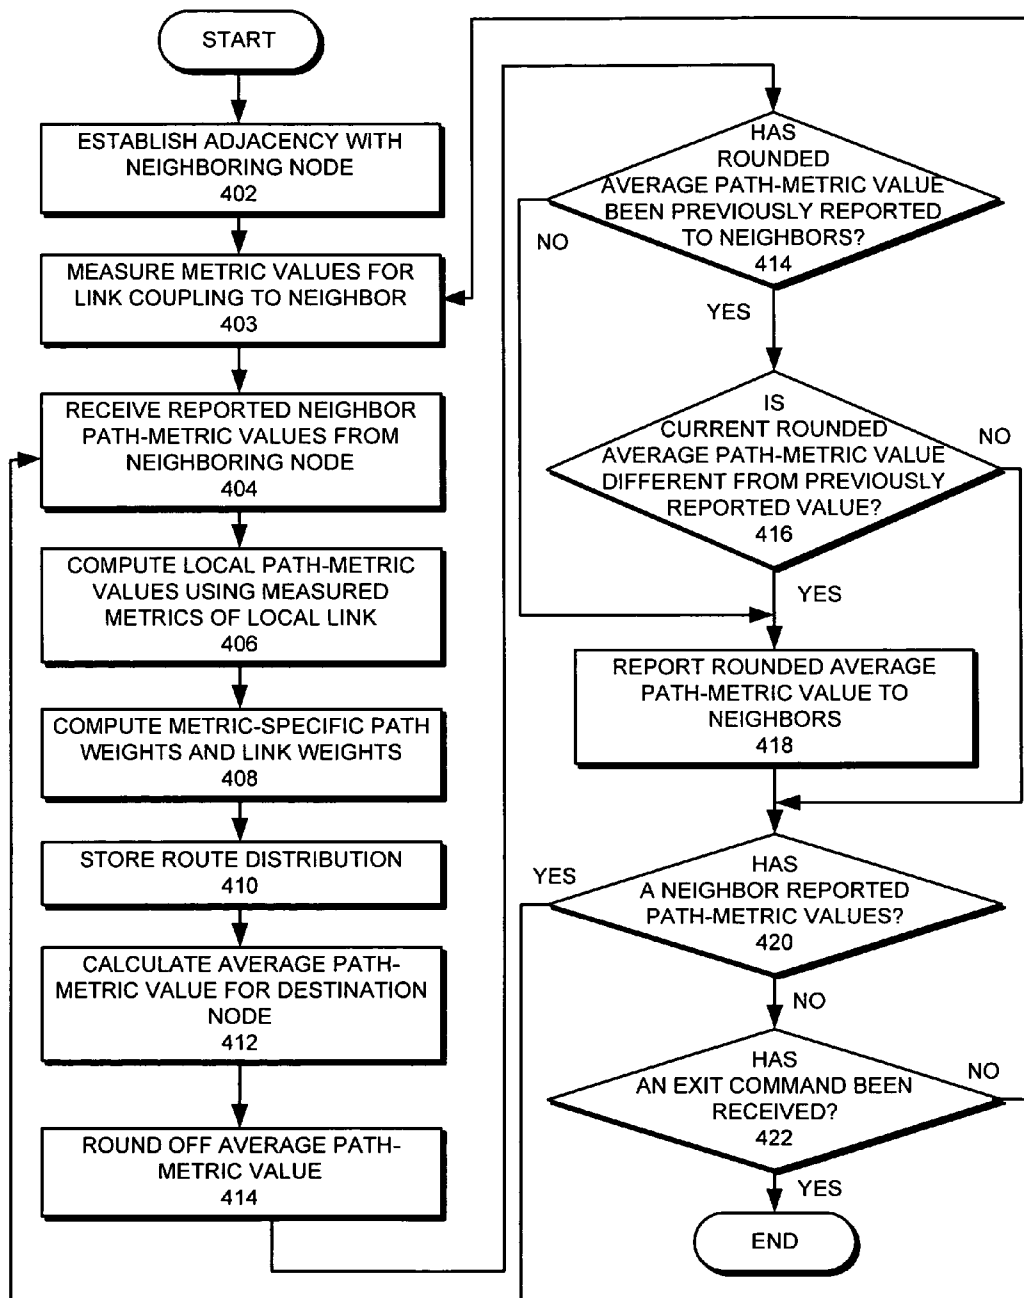 START
ESTABLISH ADJACENCY WITH
NEIGHBORING NODE
402
MEASURE METRIC VALUES FOR
LINK COUPLING TO NEIGHBOR
403
RECEIVE REPORTED NEIGHBOR
PATH-METRIC VALUES FROM
NEIGHBORING NODE
404
COMPUTE LOCAL PATH-METRIC
VALUES USING MEASURED
METRICS OF LOCAL LINK
406
COMPUTE METRIC-SPECIFIC PATH
WEIGHTS AND LINK WEIGHTS
408
STORE ROUTE DISTRIBUTION
410
CALCULATE AVERAGE PATH-
METRIC VALUE FOR DESTINATION
NODE
412
ROUND OFF AVERAGE PATH-
METRIC VALUE
414
HAS
ROUNDED
AVERAGE PATH-METRIC VALUE
BEEN PREVIOUSLY REPORTED
TO NEIGHBORS?
414
NO
YES
IS
CURRENT ROUNDED
AVERAGE PATH-METRIC VALUE
DIFFERENT FROM PREVIOUSLY
REPORTED VALUE?
416
NO
YES
REPORT ROUNDED AVERAGE
PATH-METRIC VALUE TO
NEIGHBORS
418
HAS
A NEIGHBOR REPORTED
PATH-METRIC VALUES?
420
YES
NO
HAS
AN EXIT COMMAND BEEN
RECEIVED?
422
NO
YES
END